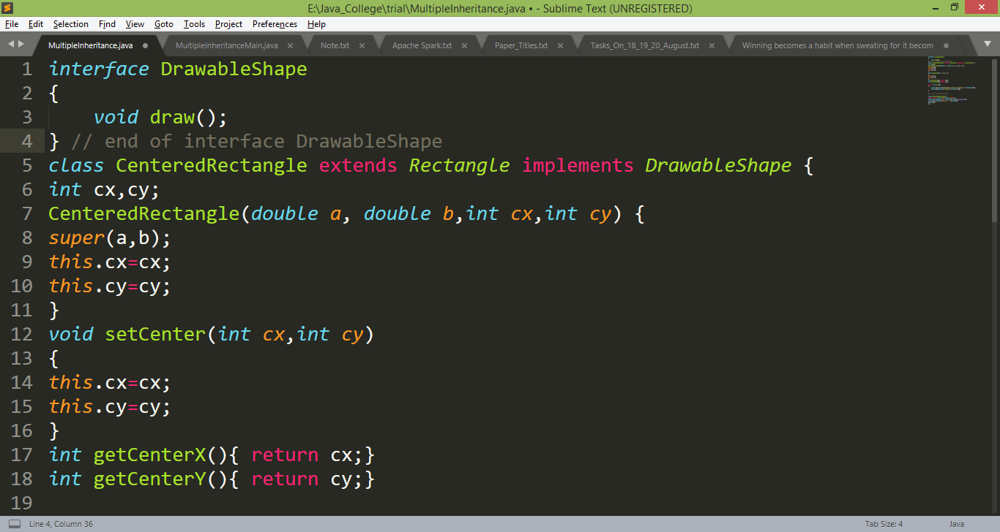 E:\Java_College\trial\MultipleInheritance.java • - Sublime Text (UNREGISTERED)
File Edit Selection Find View Goto Tools Project Preferences Help
MultipleInheritance.java MultipleInheritanceMain.java Note.txt Apache Spark.txt Paper_Titles.txt Tasks_On_18_19_20_August.txt Winning becomes a habit when sweating for it becom
1 interface DrawableShape
2 {
3 void draw();
4 } // end of interface DrawableShape
5 class CenteredRectangle extends Rectangle implements DrawableShape {
6 int cx,cy;
7 CenteredRectangle(double a, double b,int cx,int cy) {
8 super(a,b);
9 this.cx=cx;
10 this.cy=cy;
11 }
12 void setCenter(int cx,int cy)
13 {
14 this.cx=cx;
15 this.cy=cy;
16 }
17 int getCenterX(){ return cx;}
18 int getCenterY(){ return cy;}
19
Line 4, Column 36 Tab Size: 4 Java